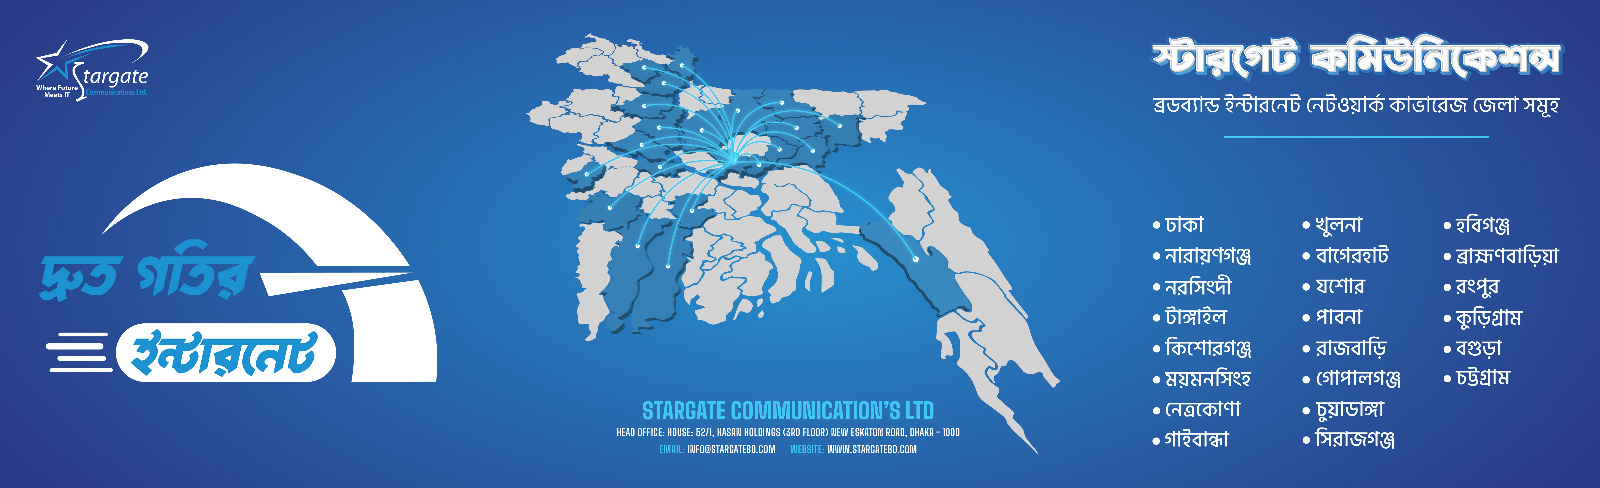 Stargate
Communications Ltd.
Where Future
Meets IT
দ্রুত গতির
ইন্টারনেট
STARGATE COMMUNICATION'S LTD
HEAD OFFICE: HOUSE: 52/1, HASAN HOLDINGS (3RD FLOOR) NEW ESKATON ROAD, DHAKA - 1000
EMAIL: INFO@STARGATEBD.COM WEBSITE: WWW.STARGATEBD.COM
স্টারগেট কমিউনিকেশন্স
ব্রডব্যান্ড ইন্টারনেট নেটওয়ার্ক কাভারেজ জেলা সমূহ
• ঢাকা
• নারায়ণগঞ্জ
• নরসিংদী
• টাঙ্গাইল
• কিশোরগঞ্জ
• ময়মনসিংহ
• নেত্রকোণা
• গাইবান্ধা
• খুলনা
• বাগেরহাট
• যশোর
• পাবনা
• রাজবাড়ি
• গোপালগঞ্জ
• চুয়াডাঙ্গা
• সিরাজগঞ্জ
• হবিগঞ্জ
• ব্রাহ্মণবাড়িয়া
• রংপুর
• কুড়িগ্রাম
• বগুড়া
• চট্টগ্রাম